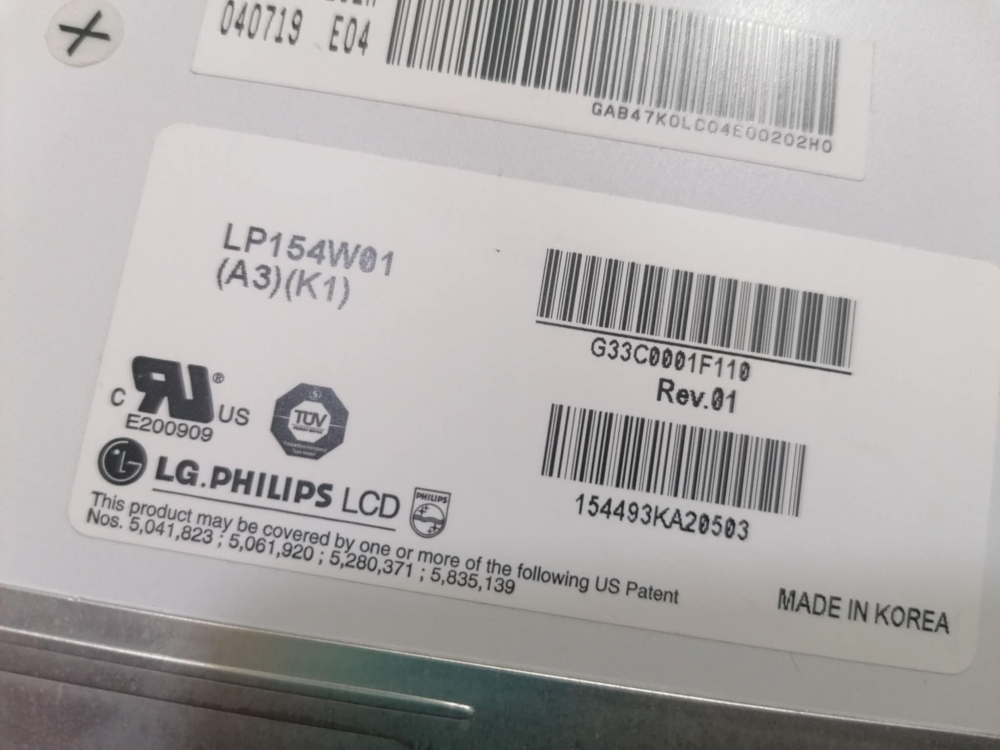 040719 E04
GAB47K0LC04E00202H0
LP154W01
(A3)(K1)
G33C0001F110
Rev.01
154493KA20503
C US
E200909
TÜV
LG.PHILIPS LCD
PHILIPS
This product may be covered by one or more of the following US Patent
Nos. 5,041,823 ; 5,061,920 ; 5,280,371 ; 5,835,139
MADE IN KOREA